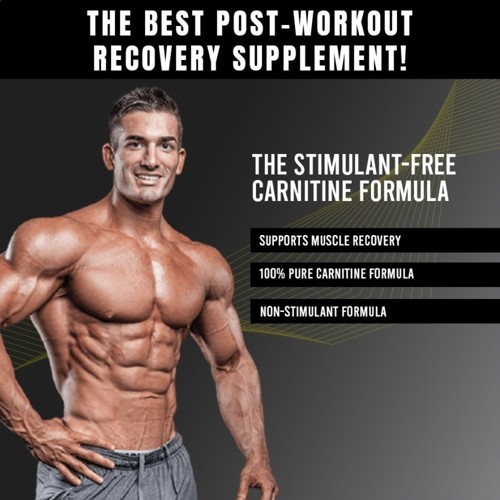 THE BEST POST-WORKOUT
RECOVERY SUPPLEMENT!
THE STIMULANT-FREE
CARNITINE FORMULA
SUPPORTS MUSCLE RECOVERY
100% PURE CARNITINE FORMULA
NON-STIMULANT FORMULA